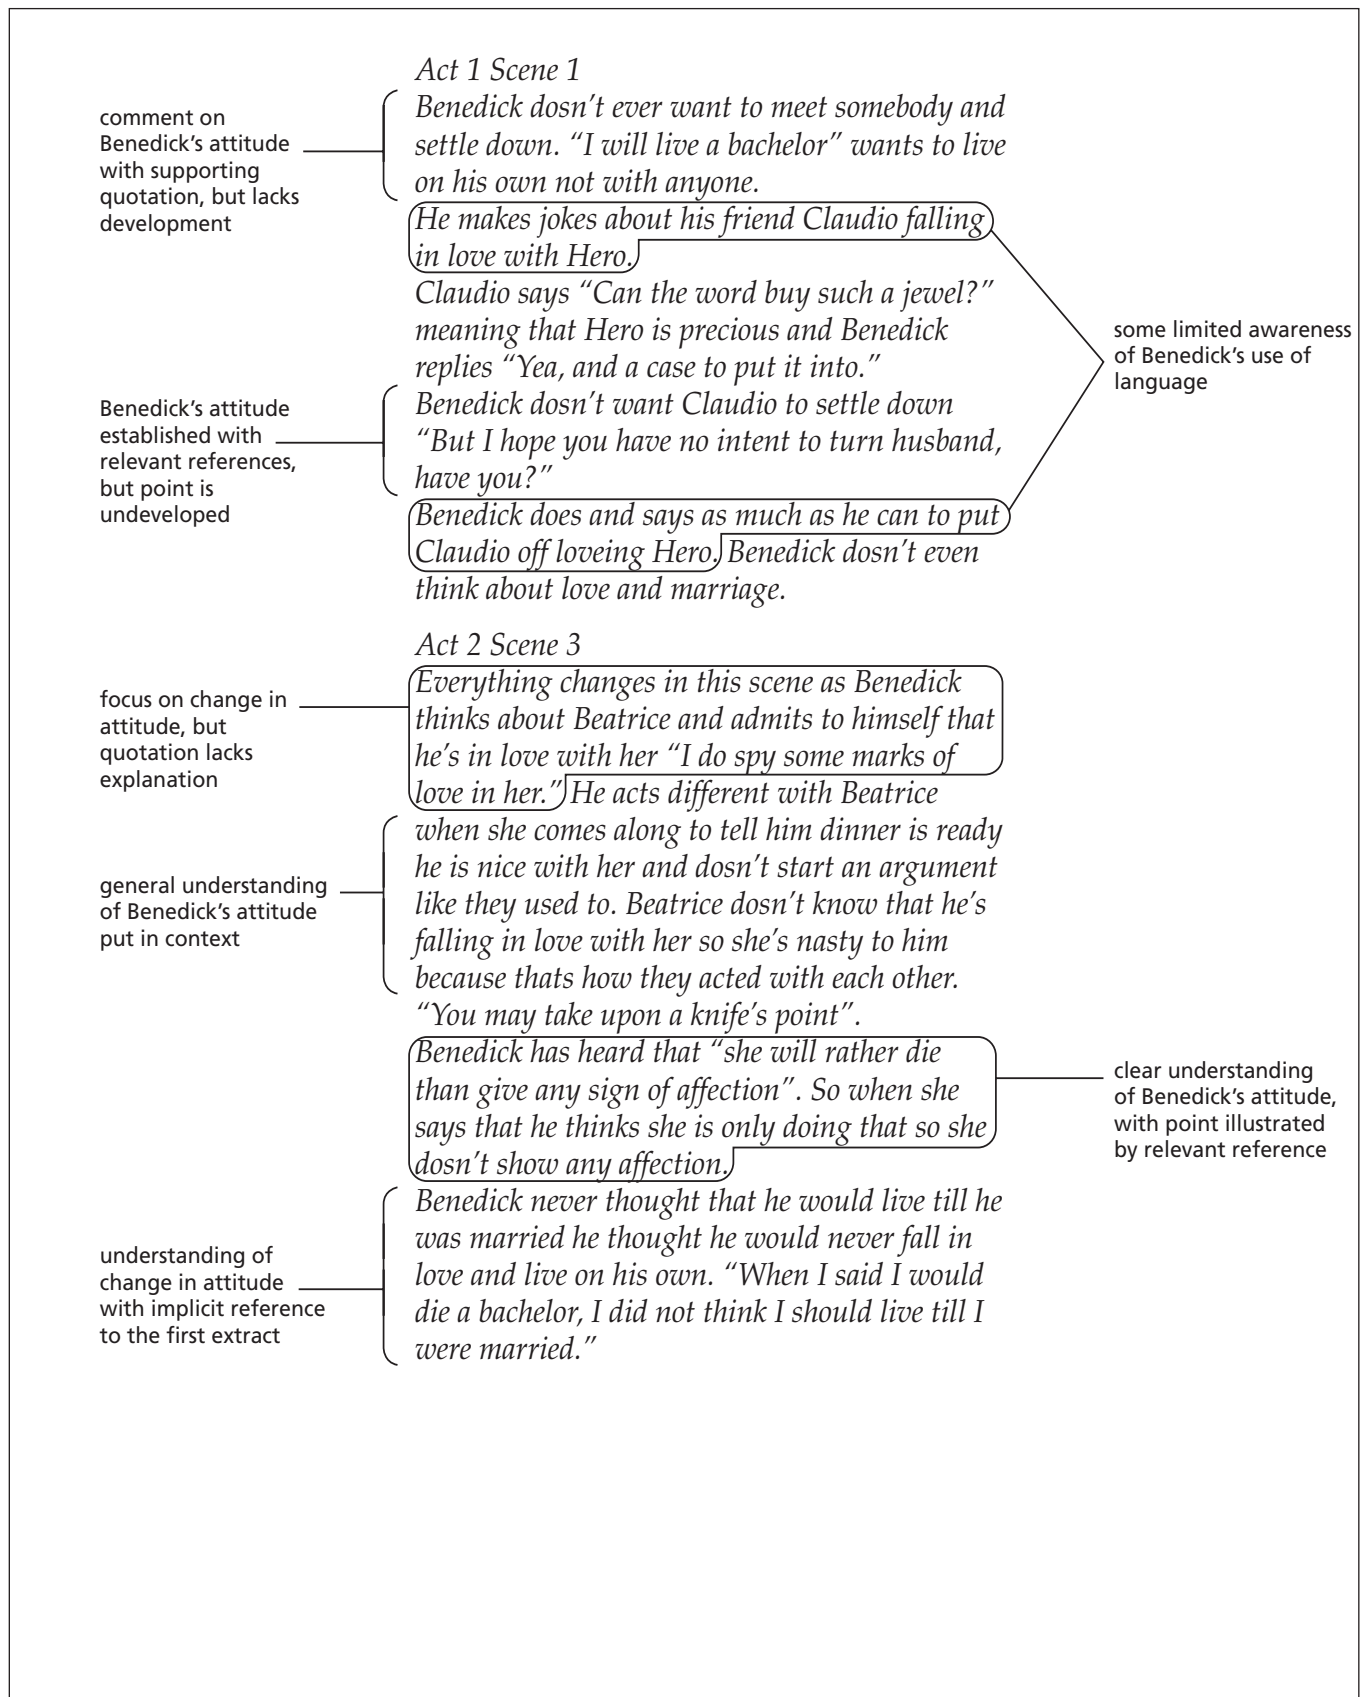 Act 1 Scene 1
comment on
Benedick's attitude
with supporting
quotation, but lacks
development
Benedick dosn't ever want to meet somebody and
settle down. “I will live a bachelor” wants to live
on his own not with anyone.
He makes jokes about his friend Claudio falling
in love with Hero.
some limited awareness
of Benedick's use of
language
Claudio says “Can the word buy such a jewel?”
meaning that Hero is precious and Benedick
replies “Yea, and a case to put it into.”
Benedick's attitude
established with
relevant references,
but point is
undeveloped
Benedick dosn't want Claudio to settle down
“But I hope you have no intent to turn husband,
have you?”
Benedick does and says as much as he can to put
Claudio off loveing Hero. Benedick dosn't even
think about love and marriage.
Act 2 Scene 3
focus on change in
attitude, but
quotation lacks
explanation
Everything changes in this scene as Benedick
thinks about Beatrice and admits to himself that
he's in love with her “I do spy some marks of
love in her.” He acts different with Beatrice
general understanding
of Benedick's attitude
put in context
when she comes along to tell him dinner is ready
he is nice with her and dosn't start an argument
like they used to. Beatrice dosn't know that he's
falling in love with her so she's nasty to him
because thats how they acted with each other.
“You may take upon a knife's point”.
Benedick has heard that “she will rather die
than give any sign of affection”. So when she
says that he thinks she is only doing that so she
dosn't show any affection.
clear understanding
of Benedick's attitude,
with point illustrated
by relevant reference
understanding of
change in attitude
with implicit reference
to the first extract
Benedick never thought that he would live till he
was married he thought he would never fall in
love and live on his own. “When I said I would
die a bachelor, I did not think I should live till I
were married.”